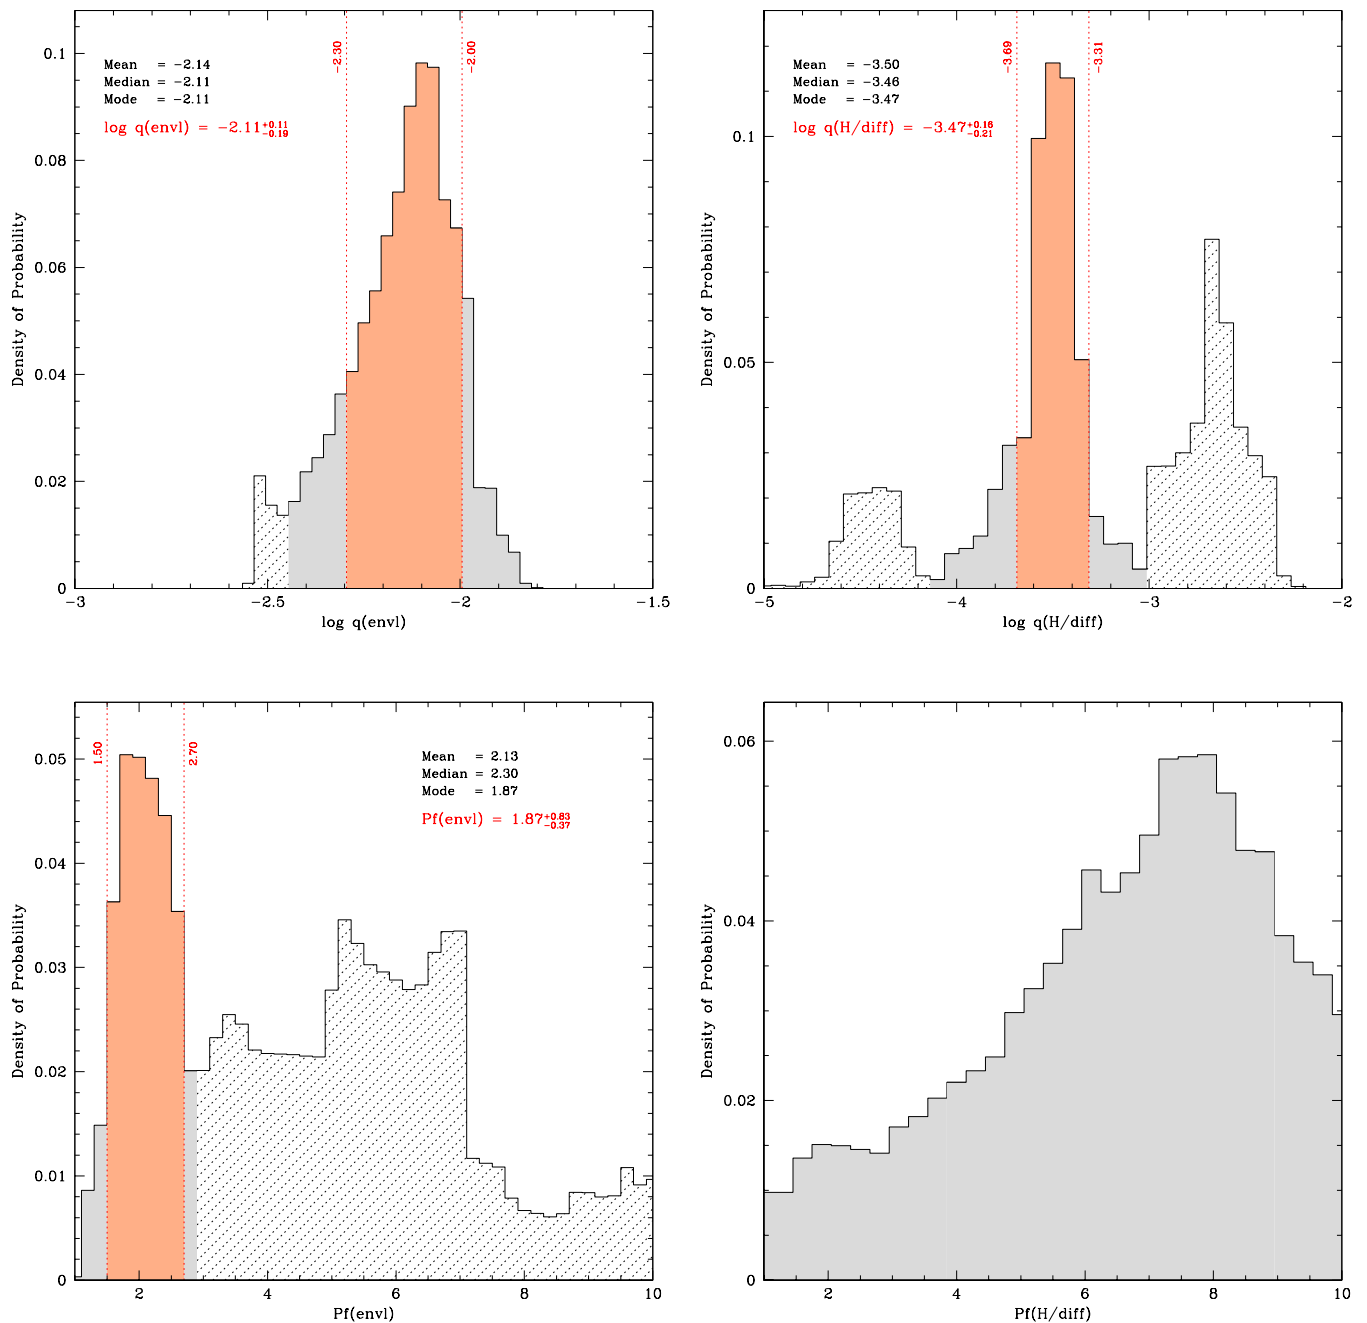 −2.30
−2.00
Mean = −2.14
Median = −2.11
Mode = −2.11
log q(envl) = −2.11+0.11−0.19
0.1
0.08
0.06
0.04
0.02
0
Density of Probability
−3
−2.5
−2
−1.5
log q(envl)
−3.69
−3.31
Mean = −3.50
Median = −3.46
Mode = −3.47
log q(H/diff) = −3.47+0.16−0.21
0.1
0.05
0
Density of Probability
−5
−4
−3
−2
log q(H/diff)
1.50
2.70
Mean = 2.13
Median = 2.30
Mode = 1.87
Pf(envl) = 1.87+0.83−0.37
0.05
0.04
0.03
0.02
0.01
0
Density of Probability
2
4
6
8
10
Pf(envl)
0.06
0.04
0.02
0
Density of Probability
2
4
6
8
10
Pf(H/diff)